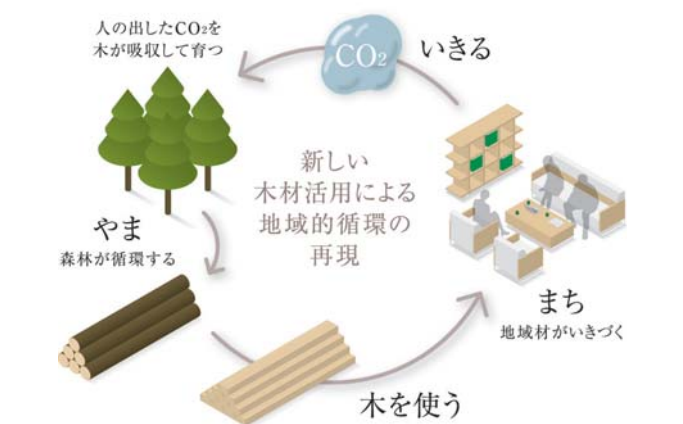 人の出したCO₂を
木が吸収して育つ
CO₂
いきる
新しい
木材活用による
地域的循環の
再現
やま
森林が循環する
まち
地域材がいきづく
木を使う